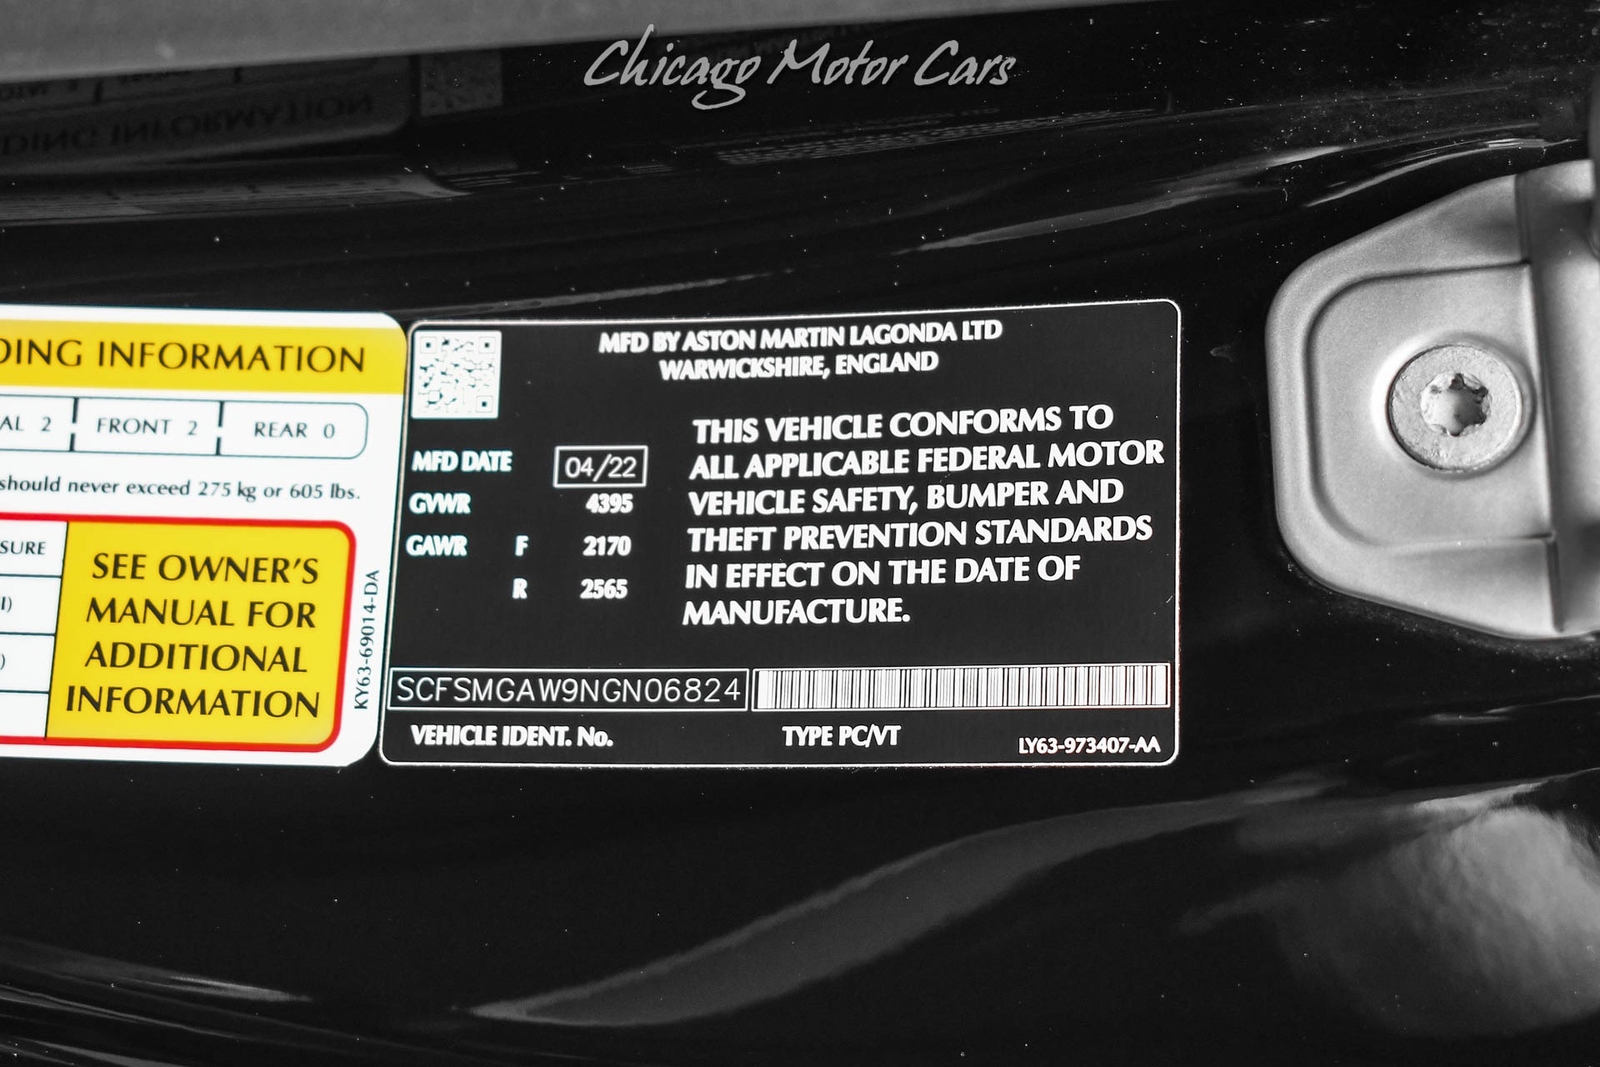 Chicago Motor Cars
DING INFORMATION
AL 2 FRONT 2 REAR 0
should never exceed 275 kg or 605 lbs.
SURE
SEE OWNER'S
MANUAL FOR
ADDITIONAL
INFORMATION
KY63-69014-DA
MFD BY ASTON MARTIN LAGONDA LTD
WARWICKSHIRE, ENGLAND
MFD DATE 04/22
GVWR 4395
GAWR F 2170
R 2565
THIS VEHICLE CONFORMS TO
ALL APPLICABLE FEDERAL MOTOR
VEHICLE SAFETY, BUMPER AND
THEFT PREVENTION STANDARDS
IN EFFECT ON THE DATE OF
MANUFACTURE.
SCFSMGAW9NGN06824
VEHICLE IDENT. No. TYPE PC/VT LY63-973407-AA